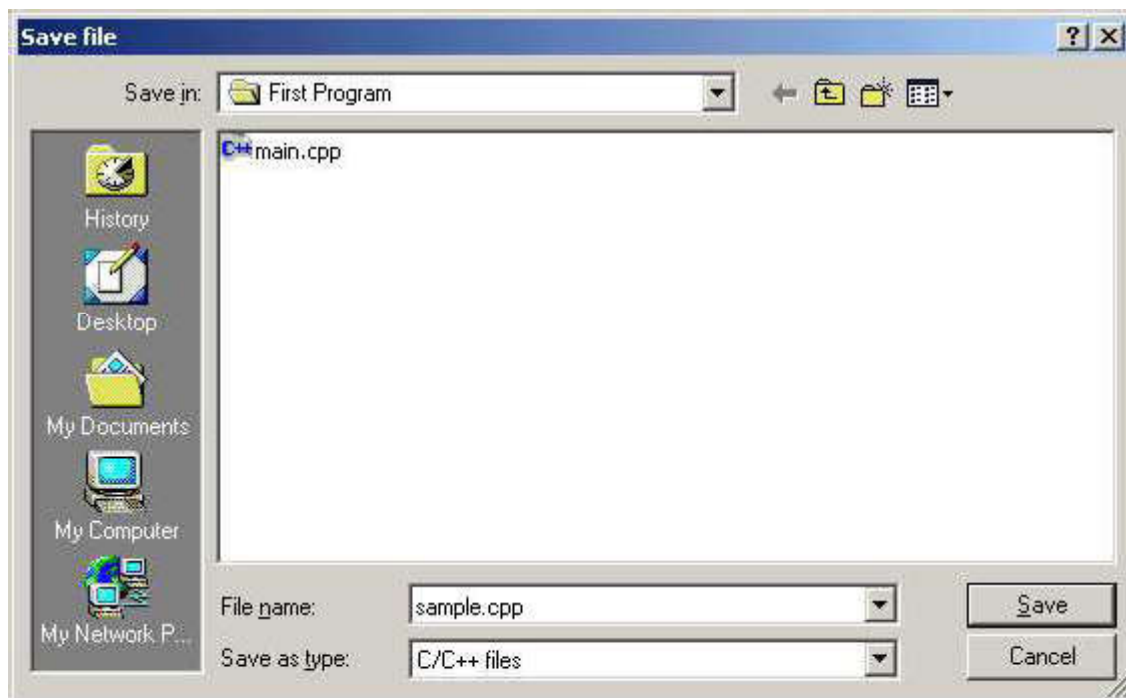 Save file
Save in: First Program
C++ main.cpp
History
Desktop
My Documents
My Computer
My Network P...
File name: sample.cpp Save
Save as type: C/C++ files Cancel